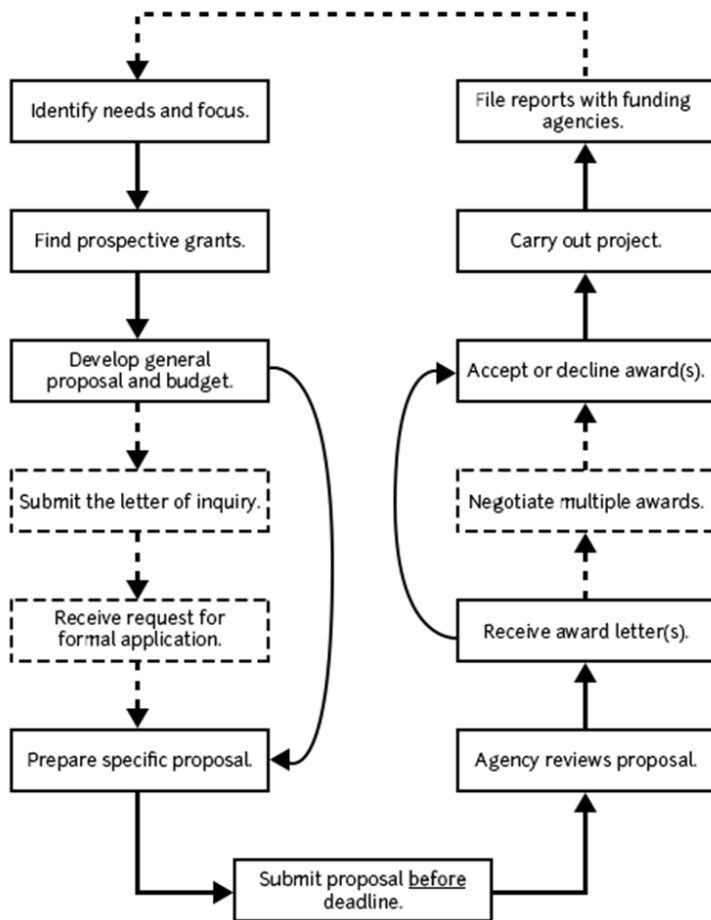 Identify needs and focus.
Find prospective grants.
Develop general
proposal and budget.
Submit the letter of inquiry.
Receive request for
formal application.
Prepare specific proposal.
Submit proposal before
deadline.
Agency reviews proposal.
Receive award letter(s).
Negotiate multiple awards.
Accept or decline award(s).
Carry out project.
File reports with funding
agencies.